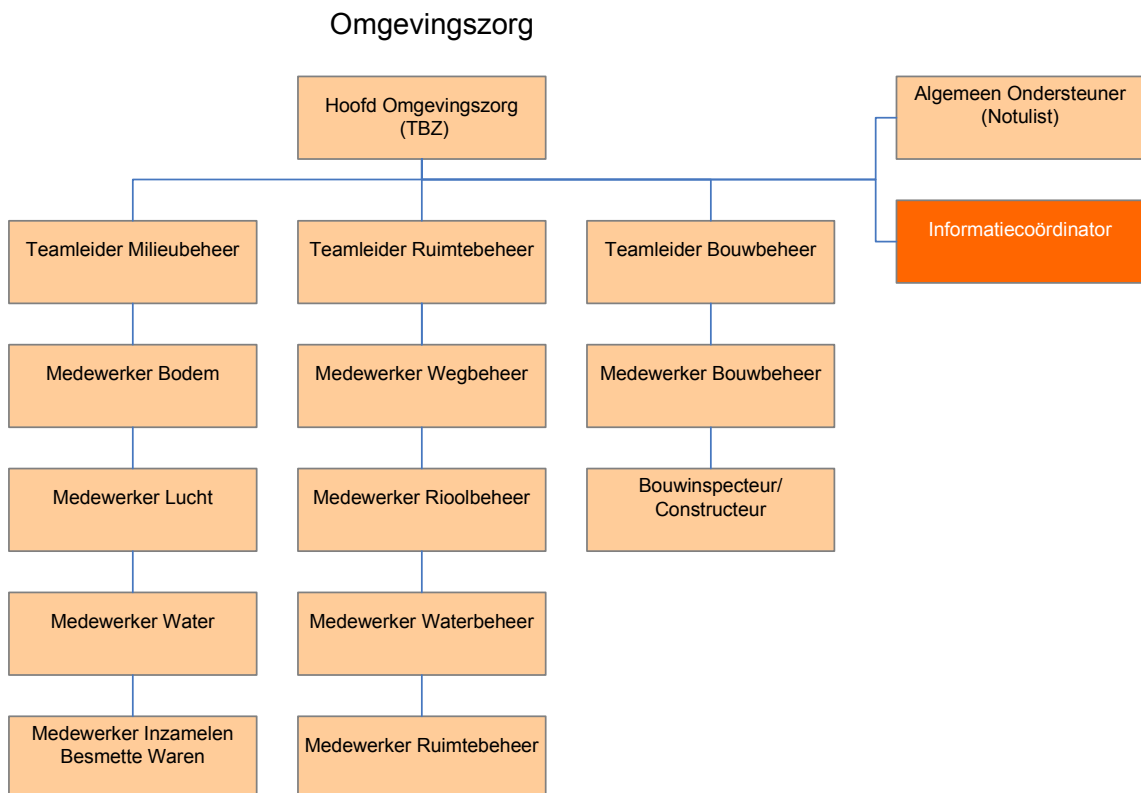 Omgevingszorg
Hoofd Omgevingszorg
(TBZ)
Algemeen Ondersteuner
(Notulist)
Informatiecoördinator
Teamleider Milieubeheer
Teamleider Ruimtebeheer
Teamleider Bouwbeheer
Medewerker Bodem
Medewerker Wegbeheer
Medewerker Bouwbeheer
Medewerker Lucht
Medewerker Rioolbeheer
Bouwinspecteur/
Constructeur
Medewerker Water
Medewerker Waterbeheer
Medewerker Inzamelen
Besmette Waren
Medewerker Ruimtebeheer